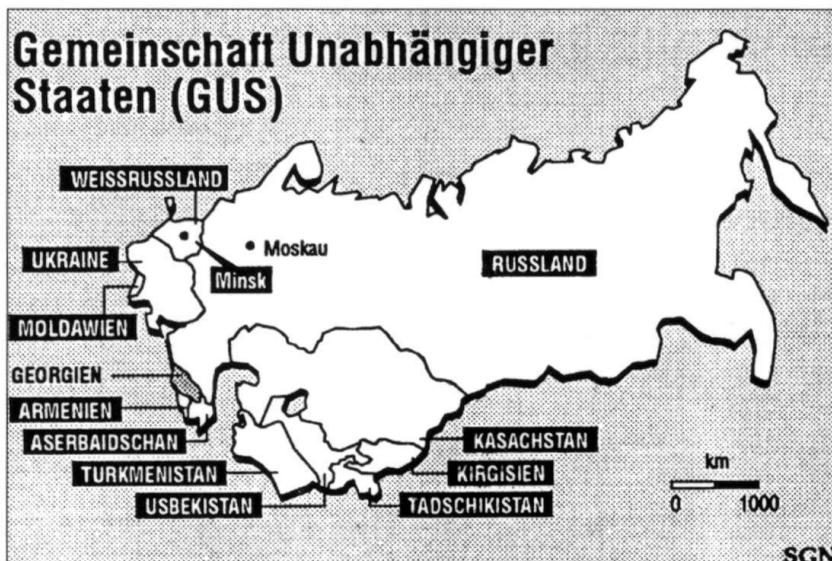 Gemeinschaft Unabhängiger
Staaten (GUS)
WEISSRUSSLAND
Moskau
UKRAINE
Minsk
RUSSLAND
MOLDAWIEN
GEORGIEN
ARMENIEN
ASERBAIDSCHAN
KASACHSTAN
TURKMENISTAN
KIRGISIEN
USBEKISTAN
TADSCHIKISTAN
km
0 1000
SGN